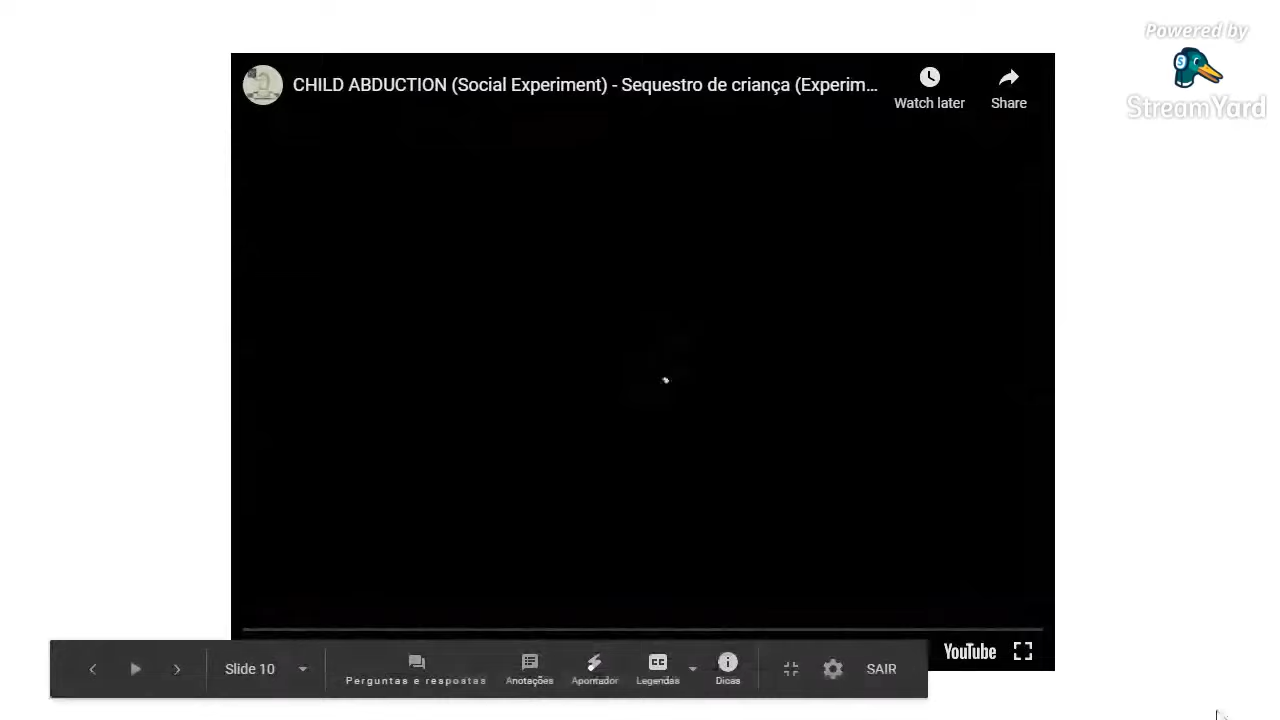 Powered by
StreamYard
CHILD ABDUCTION (Social Experiment) - Sequestro de criança (Experim...
Watch later
Share
YouTube
Slide 10
Perguntas e respostas
Anotações
Apontador
CC
Legendas
Dicas
SAIR